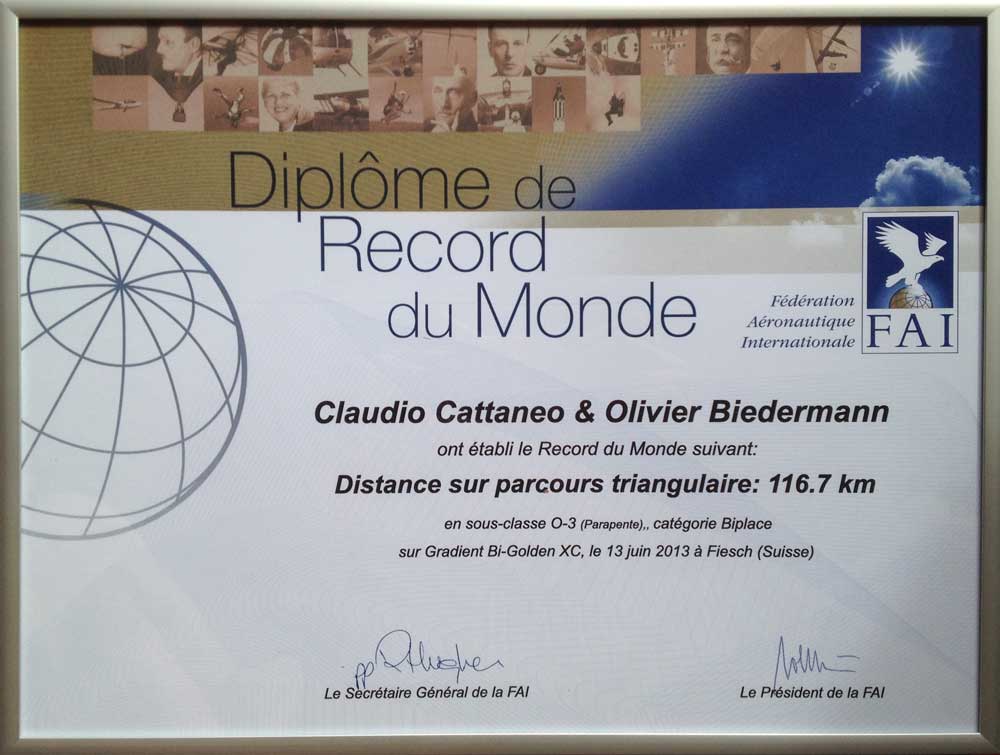 Diplôme de
Record
du Monde
Fédération
Aéronautique
Internationale
FAI
Claudio Cattaneo & Olivier Biedermann
ont établi le Record du Monde suivant:
Distance sur parcours triangulaire: 116.7 km
en sous-classe O-3 (Parapente),, catégorie Biplace
sur Gradient Bi-Golden XC, le 13 juin 2013 à Fiesch (Suisse)
pp
Le Secrétaire Général de la FAI
Le Président de la FAI